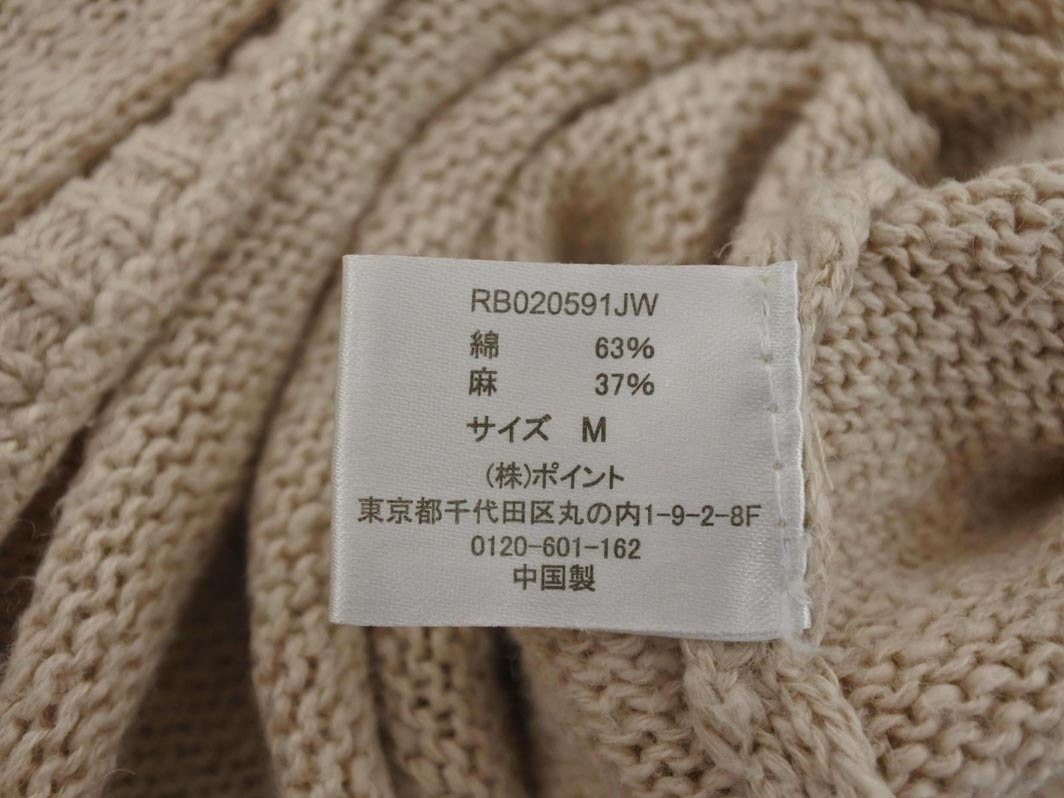 RB020591JW
綿 63%
麻 37%
サイズ M
(株)ポイント
東京都千代田区丸の内1-9-2-8F
0120-601-162
中国製